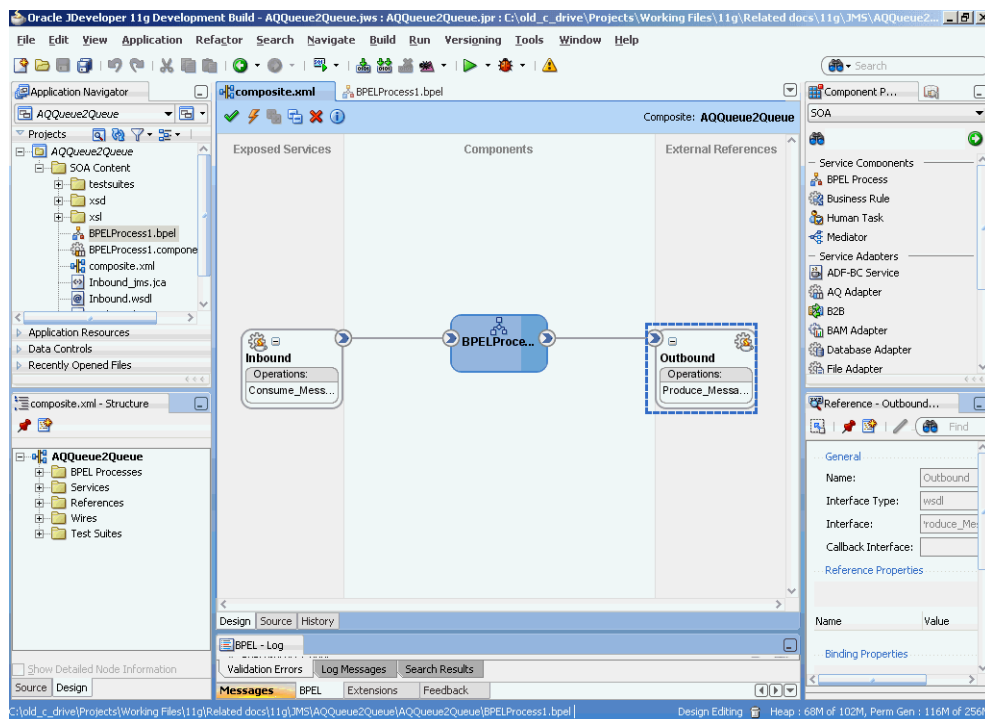 Oracle JDeveloper 11g Development Build - AQQueue2Queue.jws : AQQueue2Queue.jpr : C:\old_c_drive\Projects\Working Files\11g\Related docs\11g\JMS\AQQueue2...
File Edit View Application Refactor Search Navigate Build Run Versioning Tools Window Help
Search
Application Navigator
AQQueue2Queue
Projects
AQQueue2Queue
SOA Content
testsuites
xsd
xsl
BPELProcess1.bpel
BPELProcess1.compone
composite.xml
Inbound_jms.jca
Inbound.wsdl
Application Resources
Data Controls
Recently Opened Files
composite.xml - Structure
AQQueue2Queue
BPEL Processes
Services
References
Wires
Test Suites
Show Detailed Node Information
Source Design
composite.xml BPELProcess1.bpel
Composite: AQQueue2Queue
Exposed Services Components External References
Inbound
Operations:
Consume_Mess...
BPELProce...
Outbound
Operations:
Produce_Messa...
Design Source History
BPEL - Log
Validation Errors Log Messages Search Results
Messages BPEL Extensions Feedback
Component P...
SOA
Service Components
BPEL Process
Business Rule
Human Task
Mediator
Service Adapters
ADF-BC Service
AQ Adapter
B2B
BAM Adapter
Database Adapter
File Adapter
Reference - Outbound...
Find
General
Name: Outbound
Interface Type: wsdl
Interface: roduce_Me
Callback Interface:
Reference Properties
Name Value
Binding Properties
C:\old_c_drive\Projects\Working Files\11g\Related docs\11g\JMS\AQQueue2Queue\AQQueue2Queue\BPELProcess1.bpel Design Editing Heap : 68M of 102M, Perm Gen : 116M of 256M